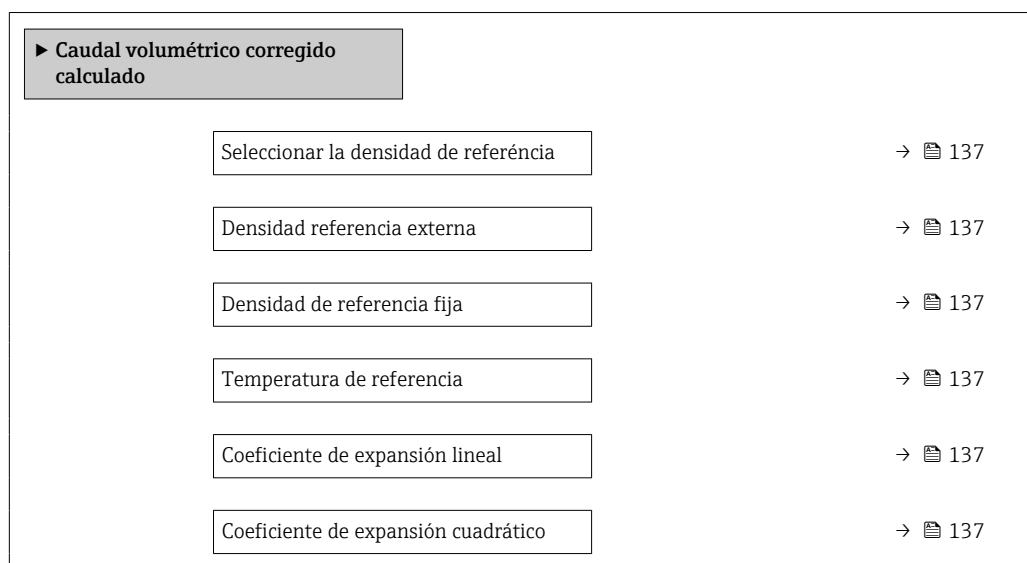 ▶ Caudal volumétrico corregido
calculado
Seleccionar la densidad de referéncia → 137
Densidad referencia externa → 137
Densidad de referencia fija → 137
Temperatura de referencia → 137
Coeficiente de expansión lineal → 137
Coeficiente de expansión cuadrático → 137